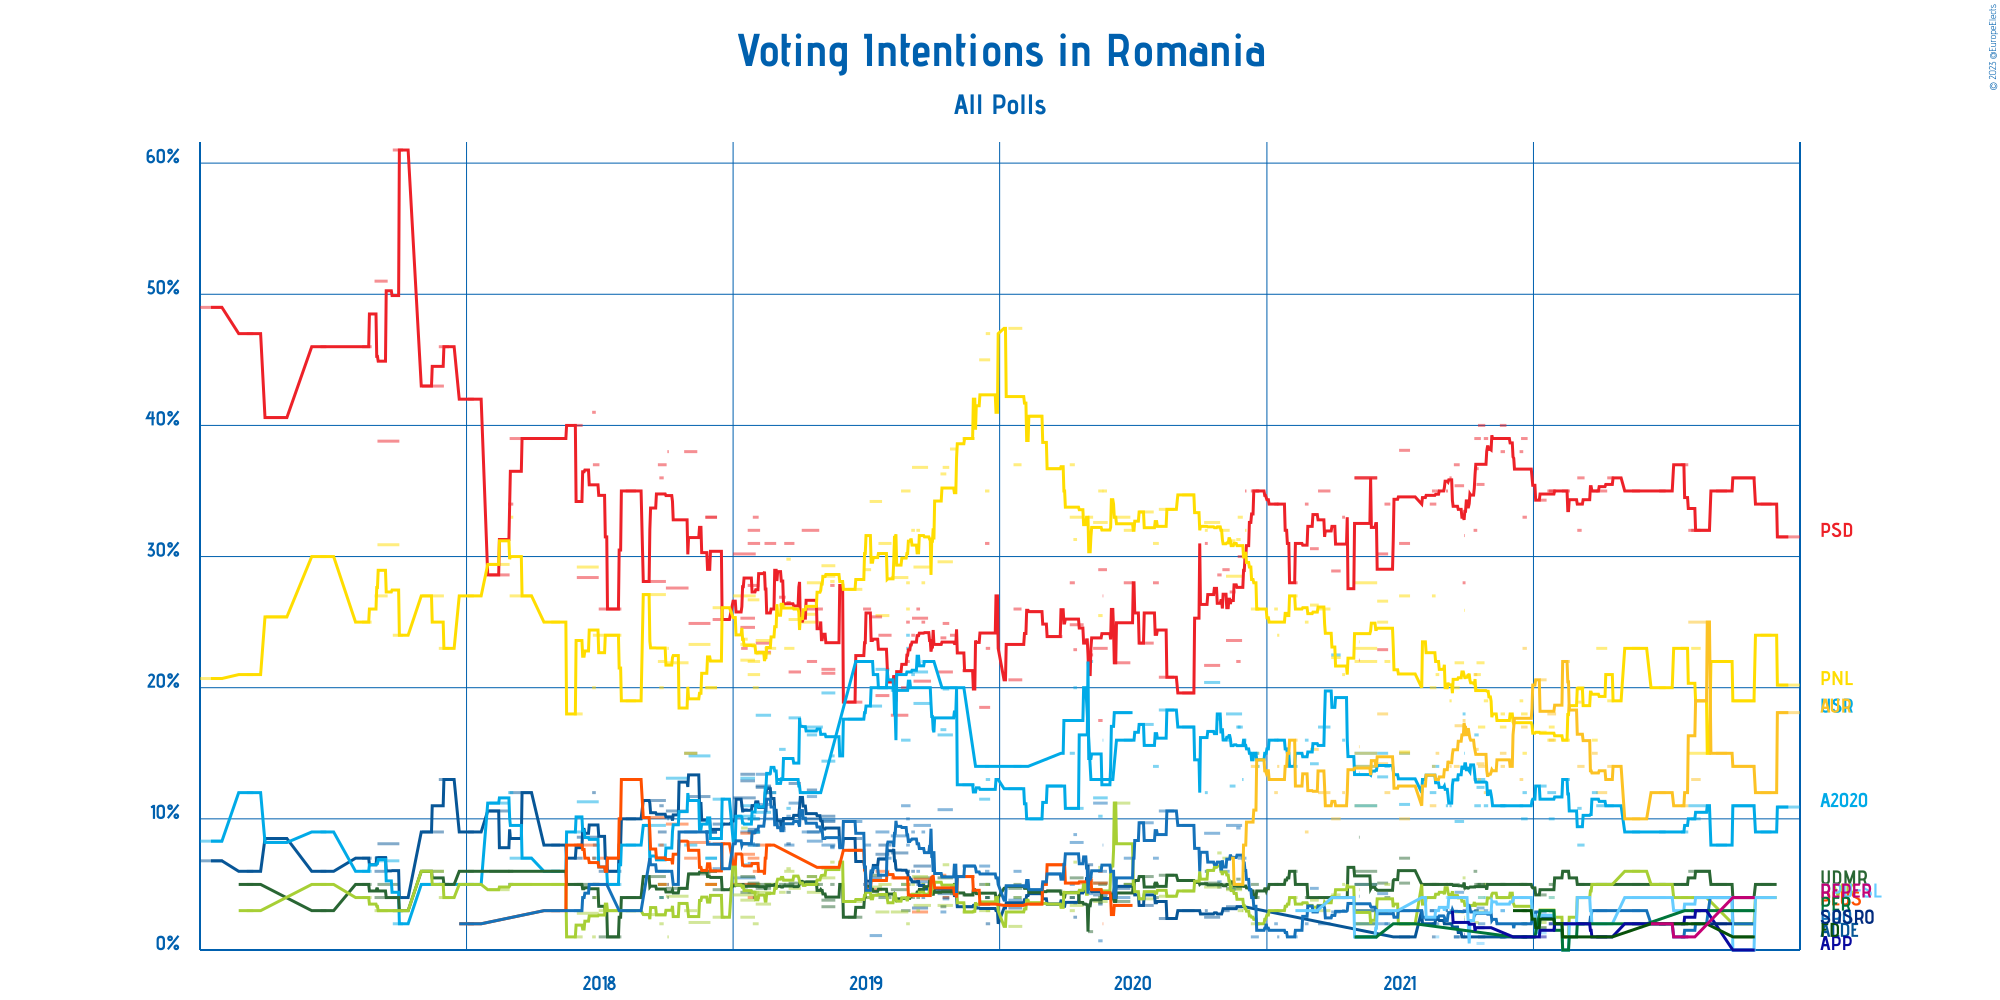 Voting Intentions in Romania
All Polls
© 2023 @EuropeElects
60%
50%
40%
30%
20%
10%
0%
2018
2019
2020
2021
PSD
PNL
A2020
UDMR
REPER
APP